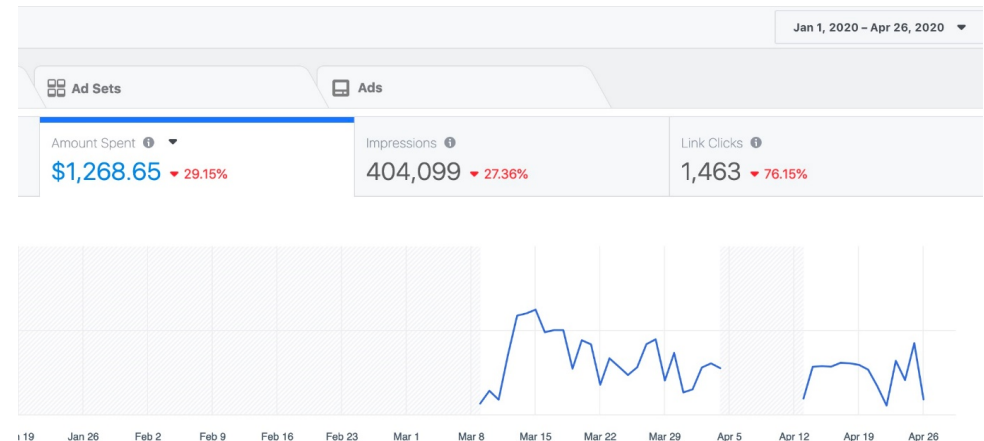 Jan 1, 2020 – Apr 26, 2020
Ad Sets
Ads
Amount Spent
$1,268.65 29.15%
Impressions
404,099 27.36%
Link Clicks
1,463 76.15%
19 Jan 26 Feb 2 Feb 9 Feb 16 Feb 23 Mar 1 Mar 8 Mar 15 Mar 22 Mar 29 Apr 5 Apr 12 Apr 19 Apr 26